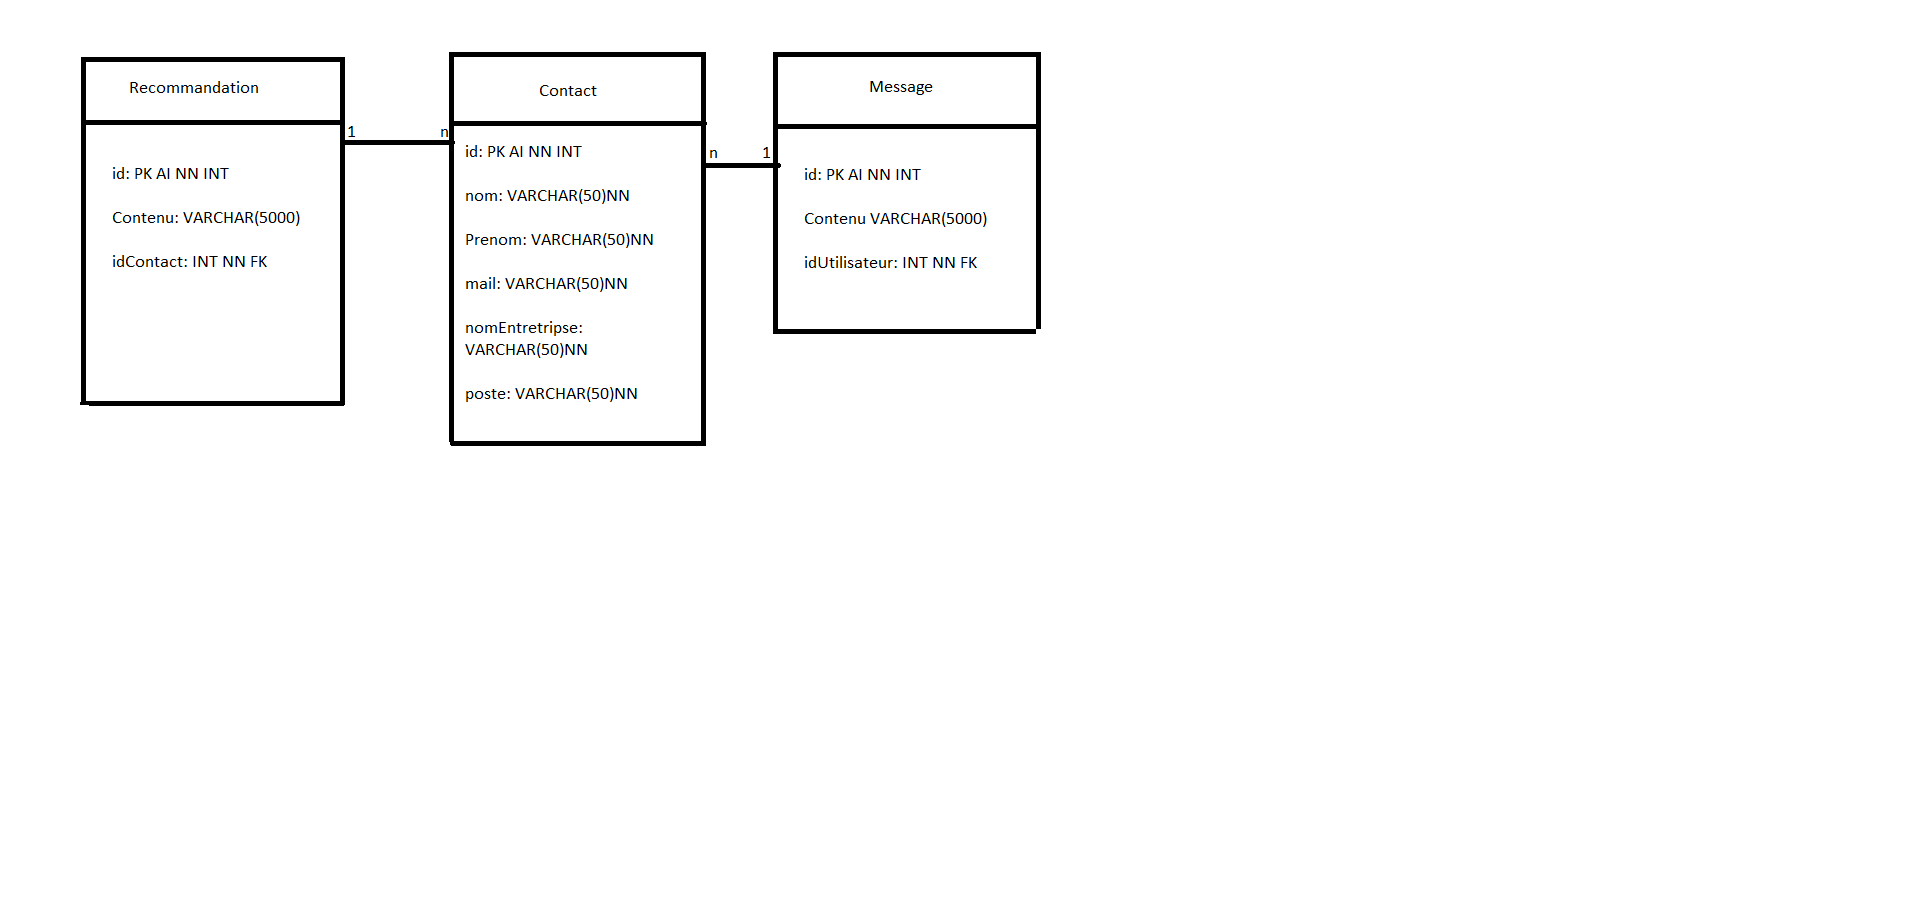 Recommandation
id: PK AI NN INT
Contenu: VARCHAR(5000)
idContact: INT NN FK
1
n
Contact
id: PK AI NN INT
nom: VARCHAR(50)NN
Prenom: VARCHAR(50)NN
mail: VARCHAR(50)NN
nomEntretripse:
VARCHAR(50)NN
poste: VARCHAR(50)NN
n
1
Message
id: PK AI NN INT
Contenu VARCHAR(5000)
idUtilisateur: INT NN FK